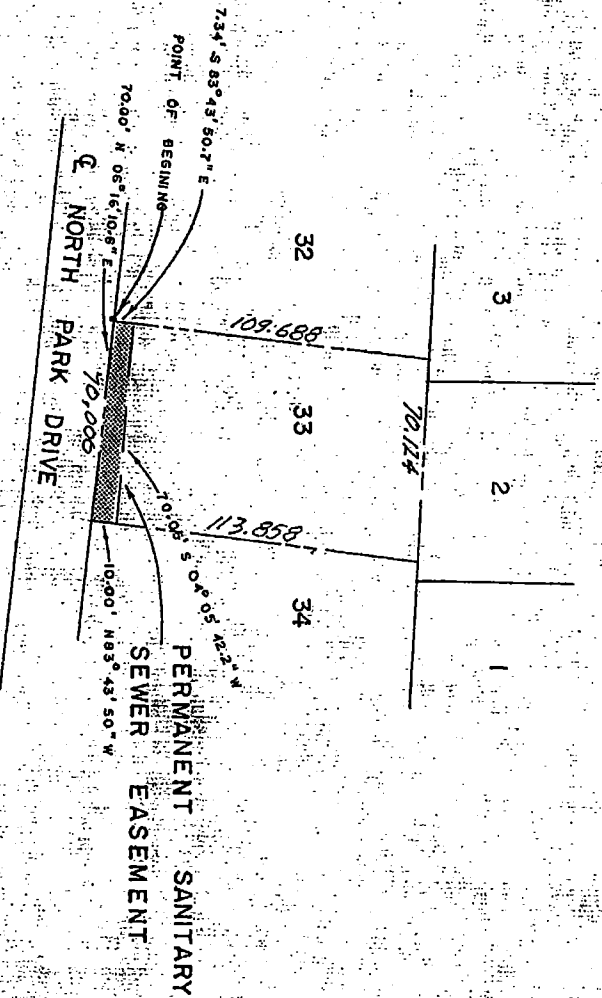 3
2
1
32
33
34
109.688
70.124
113.858
70.000
7.34' S 83° 43' 50.7" E
POINT OF BEGINING
70.00' N 06° 16' 10.6" E
℄ NORTH PARK DRIVE
70.05' S 04° 05' 42.2" W
10.00' N83° 43' 50" W
PERMANENT SANITARY
SEWER EASEMENT